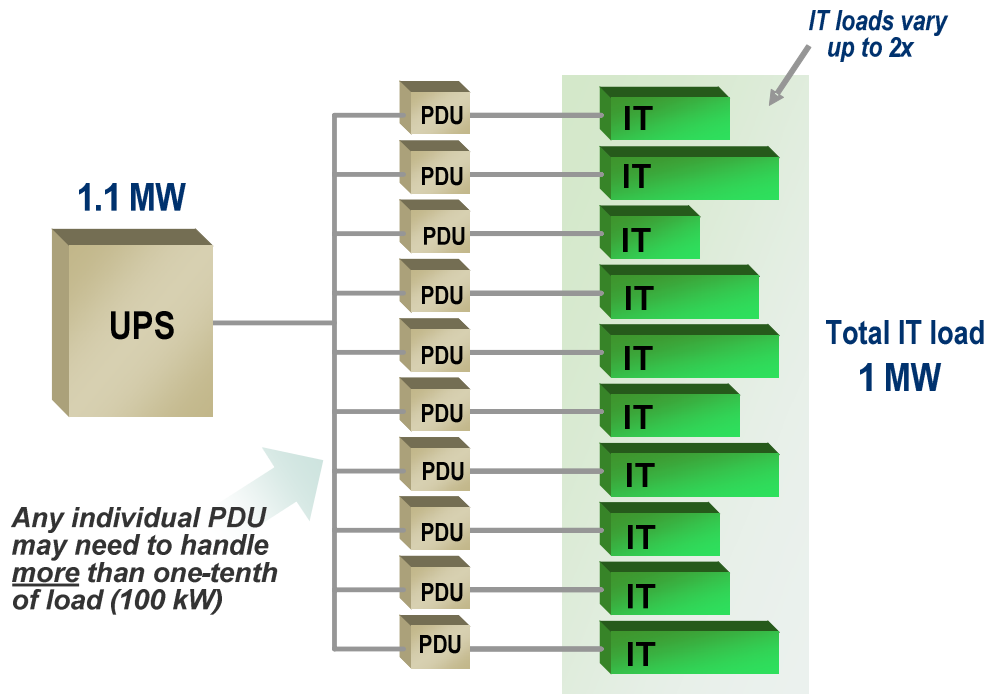 IT loads vary
up to 2x
1.1 MW
UPS
PDU IT
PDU IT
PDU IT
PDU IT
PDU IT
PDU IT
PDU IT
PDU IT
PDU IT
PDU IT
Total IT load
1 MW
Any individual PDU
may need to handle
more than one-tenth
of load (100 kW)